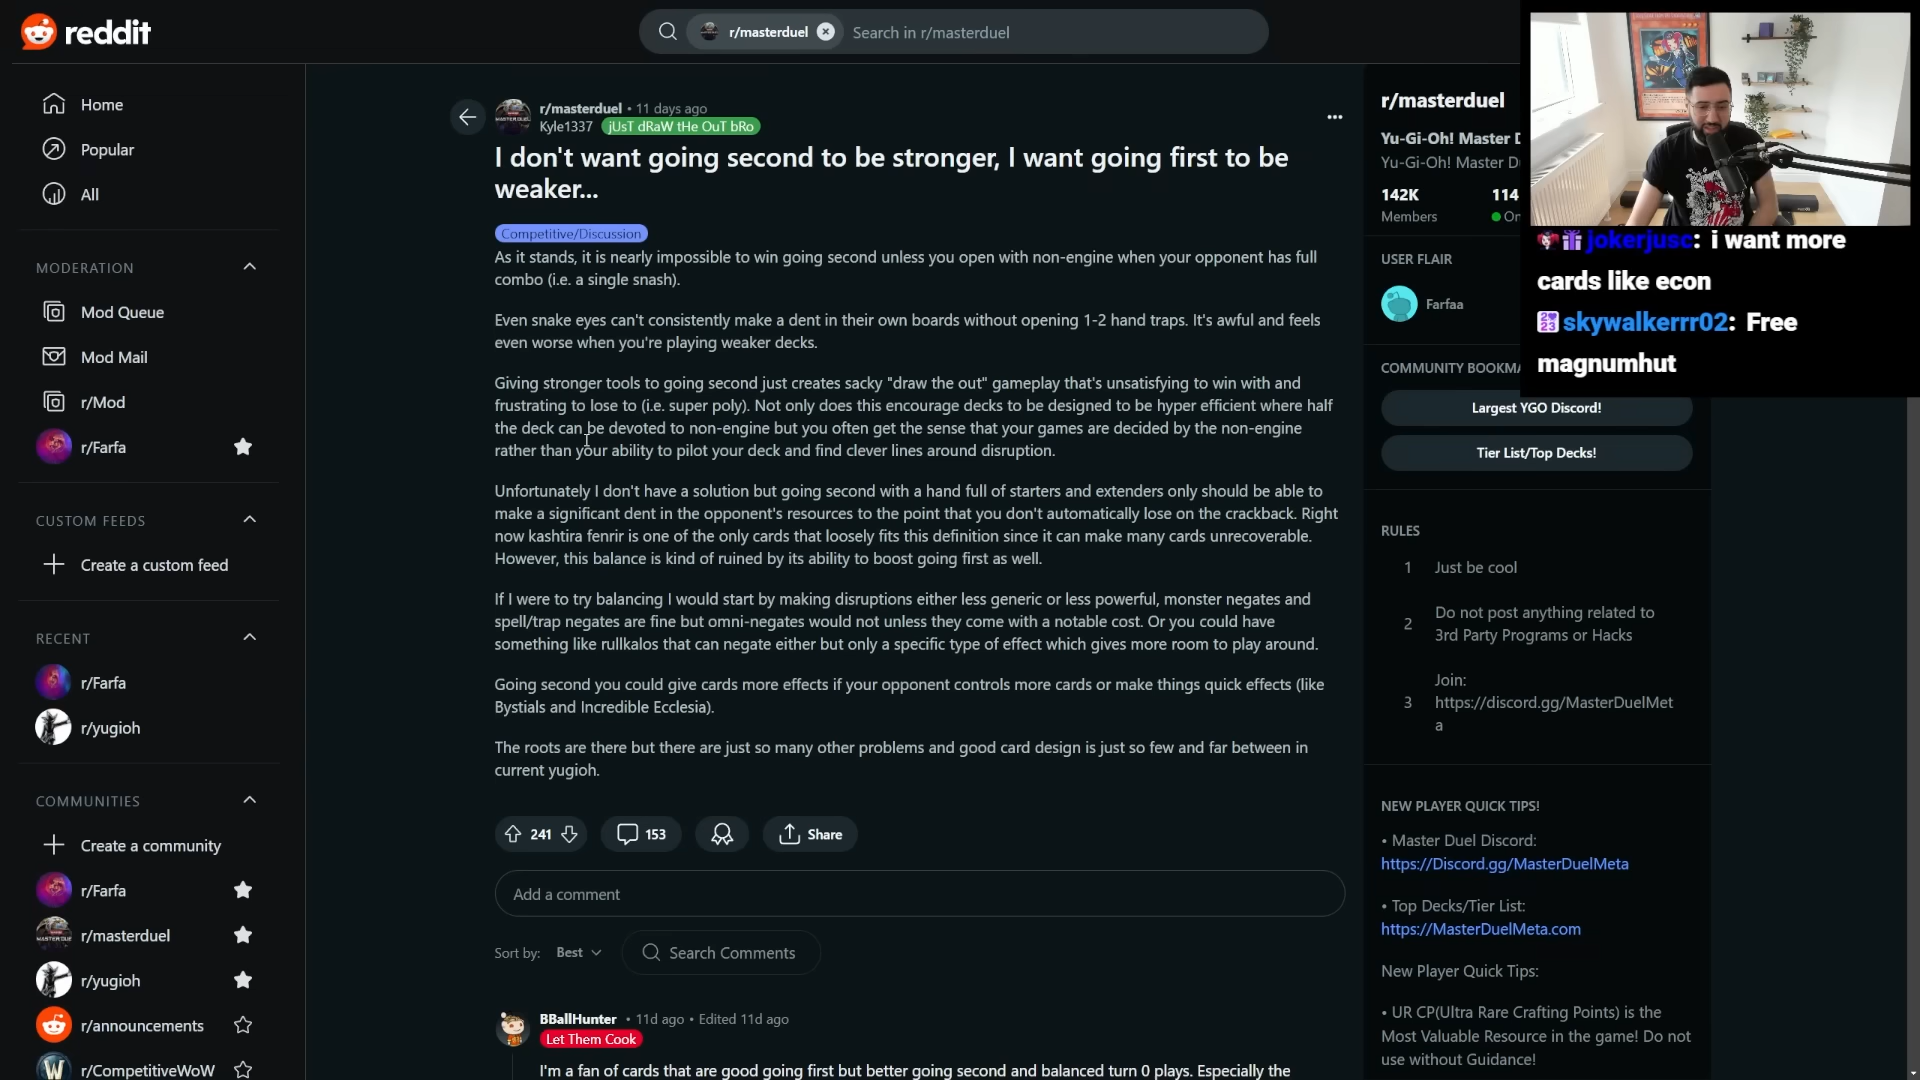 reddit
r/masterduel
Search in r/masterduel
Home
Popular
All
MODERATION
Mod Queue
Mod Mail
r/Mod
r/Farfa
CUSTOM FEEDS
Create a custom feed
RECENT
r/Farfa
r/yugioh
COMMUNITIES
Create a community
r/Farfa
r/masterduel
r/yugioh
r/announcements
r/CompetitiveWoW
r/masterduel • 11 days ago
Kyle1337 jUsT dRaW tHe OuT bRo
I don't want going second to be stronger, I want going first to be
weaker...
Competitive/Discussion
As it stands, it is nearly impossible to win going second unless you open with non-engine when your opponent has full
combo (i.e. a single snash).
Even snake eyes can't consistently make a dent in their own boards without opening 1-2 hand traps. It's awful and feels
even worse when you're playing weaker decks.
Giving stronger tools to going second just creates sacky "draw the out" gameplay that's unsatisfying to win with and
frustrating to lose to (i.e. super poly). Not only does this encourage decks to be designed to be hyper efficient where half
the deck can be devoted to non-engine but you often get the sense that your games are decided by the non-engine
rather than your ability to pilot your deck and find clever lines around disruption.
Unfortunately I don't have a solution but going second with a hand full of starters and extenders only should be able to
make a significant dent in the opponent's resources to the point that you don't automatically lose on the crackback. Right
now kashtira fenrir is one of the only cards that loosely fits this definition since it can make many cards unrecoverable.
However, this balance is kind of ruined by its ability to boost going first as well.
If I were to try balancing I would start by making disruptions either less generic or less powerful, monster negates and
spell/trap negates are fine but omni-negates would not unless they come with a notable cost. Or you could have
something like rullkalos that can negate either but only a specific type of effect which gives more room to play around.
Going second you could give cards more effects if your opponent controls more cards or make things quick effects (like
Bystials and Incredible Ecclesia).
The roots are there but there are just so many other problems and good card design is just so few and far between in
current yugioh.
241
153
Share
Add a comment
Sort by: Best
Search Comments
BBallHunter • 11d ago • Edited 11d ago
Let Them Cook
I'm a fan of cards that are good going first but better going second and balanced turn 0 plays. Especially the
r/masterduel
Yu-Gi-Oh! Master D
Yu-Gi-Oh! Master Du
142K
114
Members
On
USER FLAIR
Farfaa
COMMUNITY BOOKMA
Largest YGO Discord!
Tier List/Top Decks!
RULES
1 Just be cool
2 Do not post anything related to
3rd Party Programs or Hacks
3 Join:
https://discord.gg/MasterDuelMet
a
NEW PLAYER QUICK TIPS!
• Master Duel Discord:
https://Discord.gg/MasterDuelMeta
• Top Decks/Tier List:
https://MasterDuelMeta.com
New Player Quick Tips:
• UR CP(Ultra Rare Crafting Points) is the
Most Valuable Resource in the game! Do not
use without Guidance!
jokerjusc: i want more
cards like econ
skywalkerrr02: Free
magnumhut